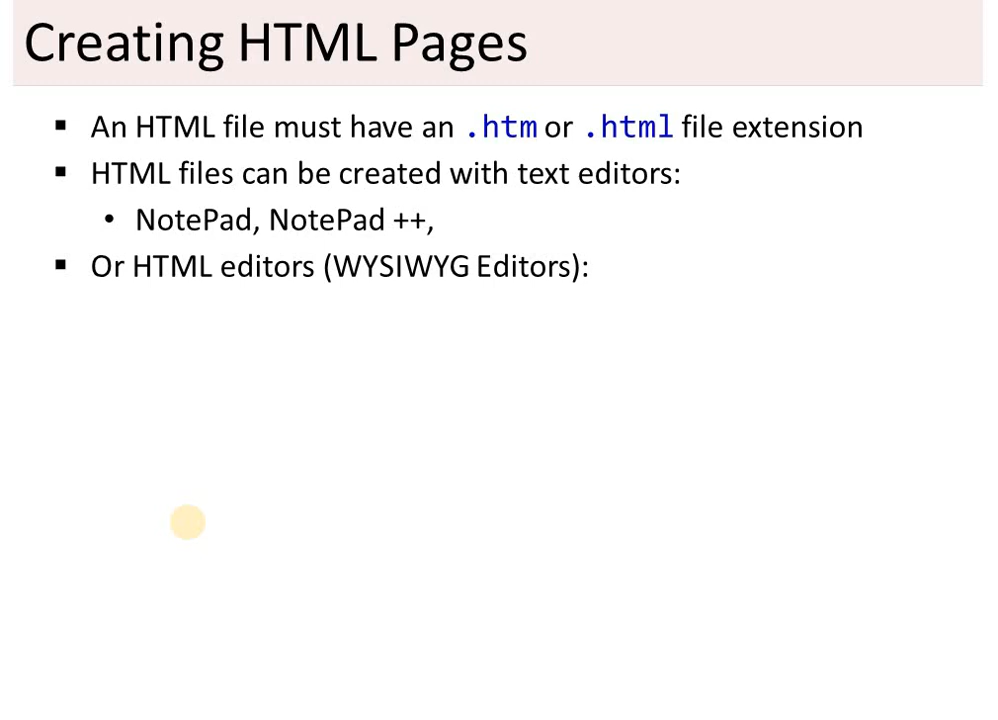 Creating HTML Pages
▪ An HTML file must have an .htm or .html file extension
▪ HTML files can be created with text editors:
• NotePad, NotePad ++,
▪ Or HTML editors (WYSIWYG Editors):